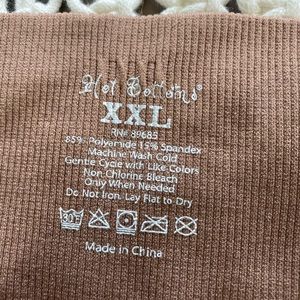 Hot Bottoms
XXL
RN# 89685
85% Polyamide 15% Spandex
Machine Wash Cold
Gentle Cycle with Like Colors
Non Chlorine Bleach
Only When Needed
Do Not Iron. Lay Flat to Dry
30°
Made in China